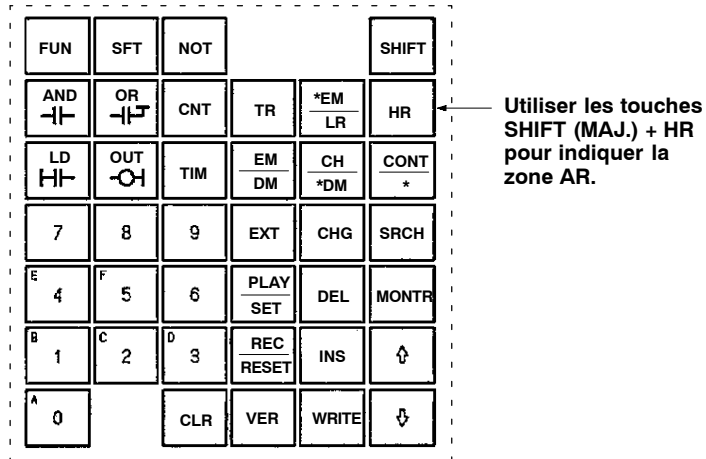 FUN SFT NOT SHIFT
AND OR CNT TR *EM HR
LR
LD OUT TIM EM CH CONT
DM *DM *
7 8 9 EXT CHG SRCH
E 4 F 5 6 PLAY DEL MONTR
SET
B 1 C 2 D 3 REC INS ⇧
RESET
A 0 CLR VER WRITE ⇩
Utiliser les touches
SHIFT (MAJ.) + HR
pour indiquer la
zone AR.